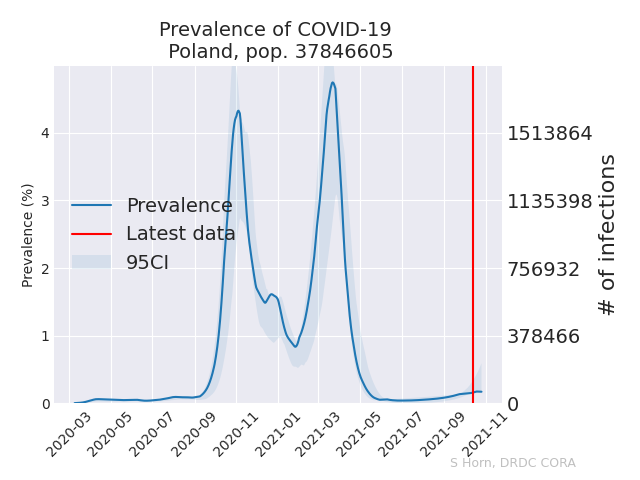 Prevalence of COVID-19
Poland, pop. 37846605
Prevalence (%)
4
3
2
1
0
Prevalence
Latest data
95CI
1513864
1135398
756932
378466
0
# of infections
2020-03
2020-05
2020-07
2020-09
2020-11
2021-01
2021-03
2021-05
2021-07
2021-09
2021-11
S Horn, DRDC CORA